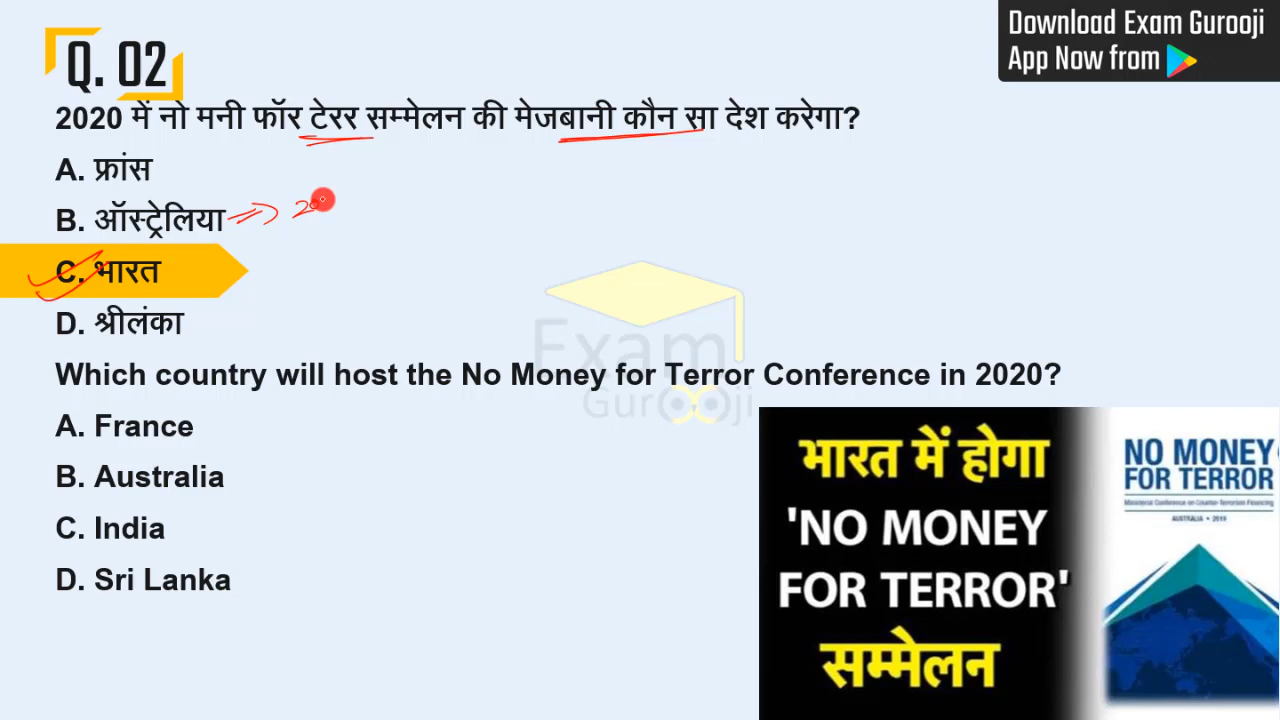 Download Exam Gurooji
App Now from
Q. 02
2020 में नो मनी फॉर टेरर सम्मेलन की मेजबानी कौन सा देश करेगा?
A. फ्रांस
B. ऑस्ट्रेलिया
C. भारत
D. श्रीलंका
Which country will host the No Money for Terror Conference in 2020?
A. France
B. Australia
C. India
D. Sri Lanka
Exam
Gurooji
भारत में होगा
'NO MONEY
FOR TERROR'
सम्मेलन
NO MONEY
FOR TERROR
Ministerial Conference on Counter-Terrorism Financing
AUSTRALIA • 2019